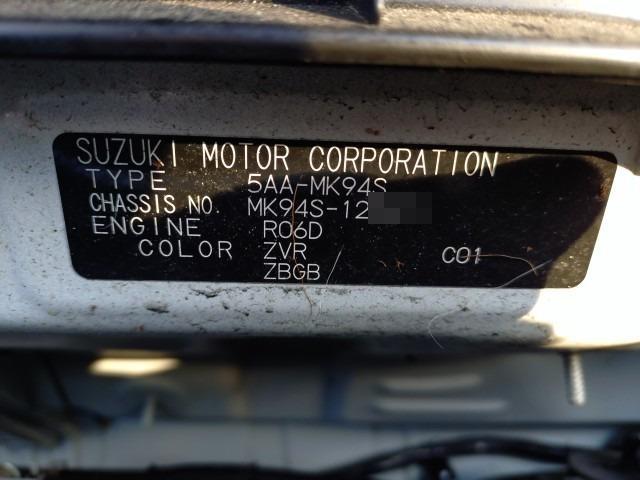 SUZUKI MOTOR CORPORATION
TYPE 5AA-MK94S
CHASSIS NO. MK94S-12
ENGINE R06D
COLOR ZVR C01
ZBGB